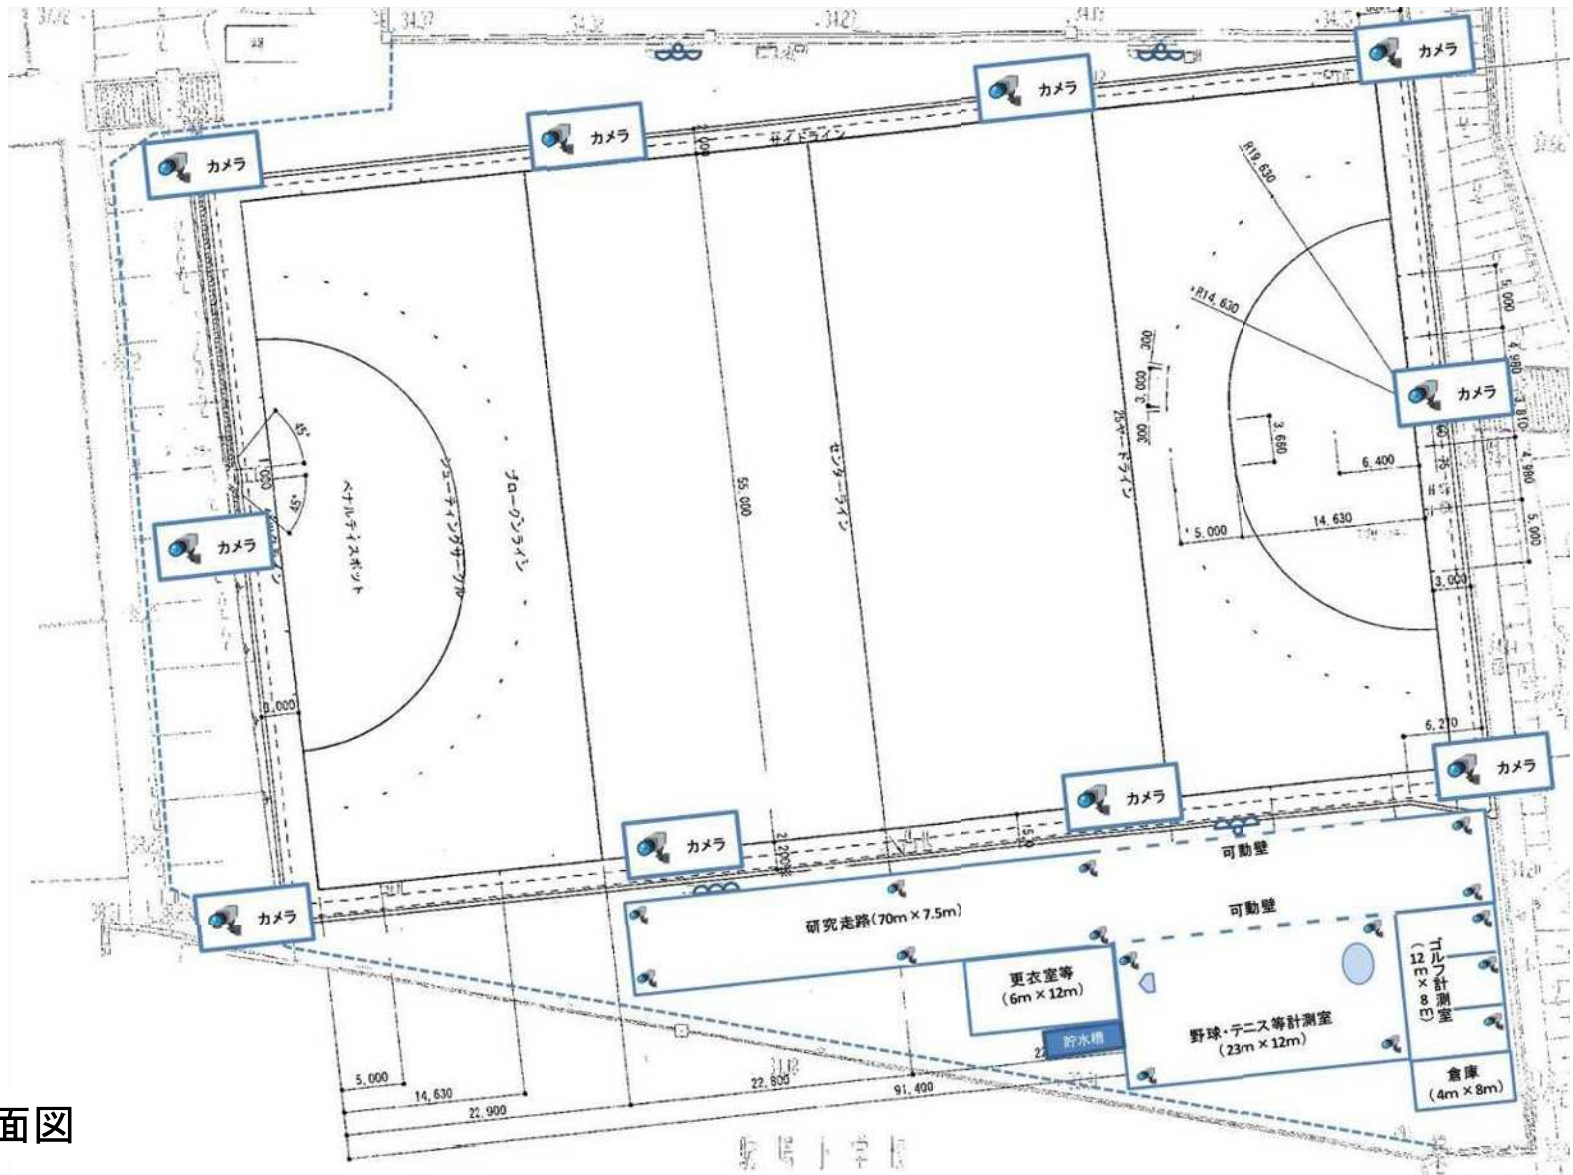 34.37
34.27
カメラ
カメラ
カメラ
カメラ
サイドライン
R19,630
*R14,630
5,000
4,980
3,810
カメラ
4,980
5,000
300
3,000
300
3,660
6,400
14,630
*5,000
3,000
25ヤードライン
センターライン
55,000
ブロークンライン
シューティングサークル
ペナルティスポット
45°
45°
カメラ
3,000
6,270
カメラ
カメラ
カメラ
カメラ
可動壁
可動壁
研究走路(70m×7.5m)
更衣室等
(6m×12m)
貯水槽
野球・テニス等計測室
(23m×12m)
ゴルフ計測室
(12m×8m)
倉庫
(4m×8m)
5,000
14,630
22,900
22,800
91,400
面図